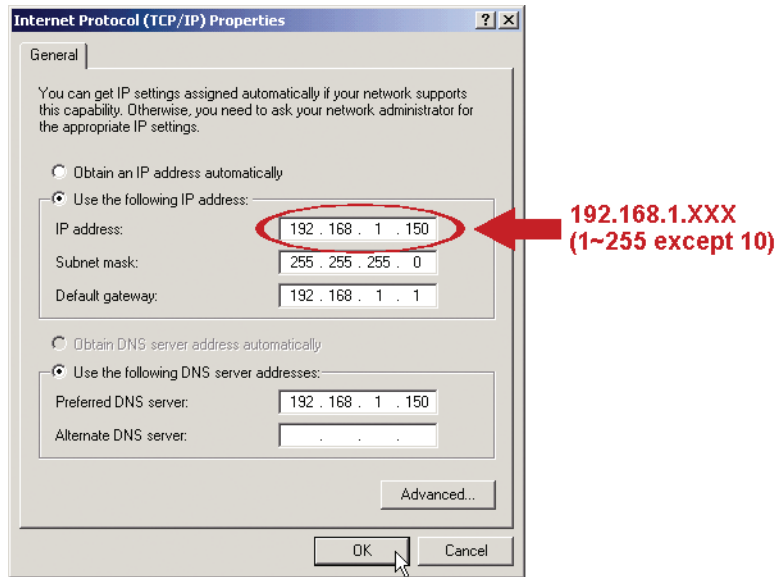 Internet Protocol (TCP/IP) Properties
General
You can get IP settings assigned automatically if your network supports
this capability. Otherwise, you need to ask your network administrator for
the appropriate IP settings.
Obtain an IP address automatically
Use the following IP address:
IP address: 192 . 168 . 1 . 150
Subnet mask: 255 . 255 . 255 . 0
Default gateway: 192 . 168 . 1 . 1
192.168.1.XXX
(1~255 except 10)
Obtain DNS server address automatically
Use the following DNS server addresses:
Preferred DNS server: 192 . 168 . 1 . 150
Alternate DNS server: . . .
Advanced...
OK Cancel